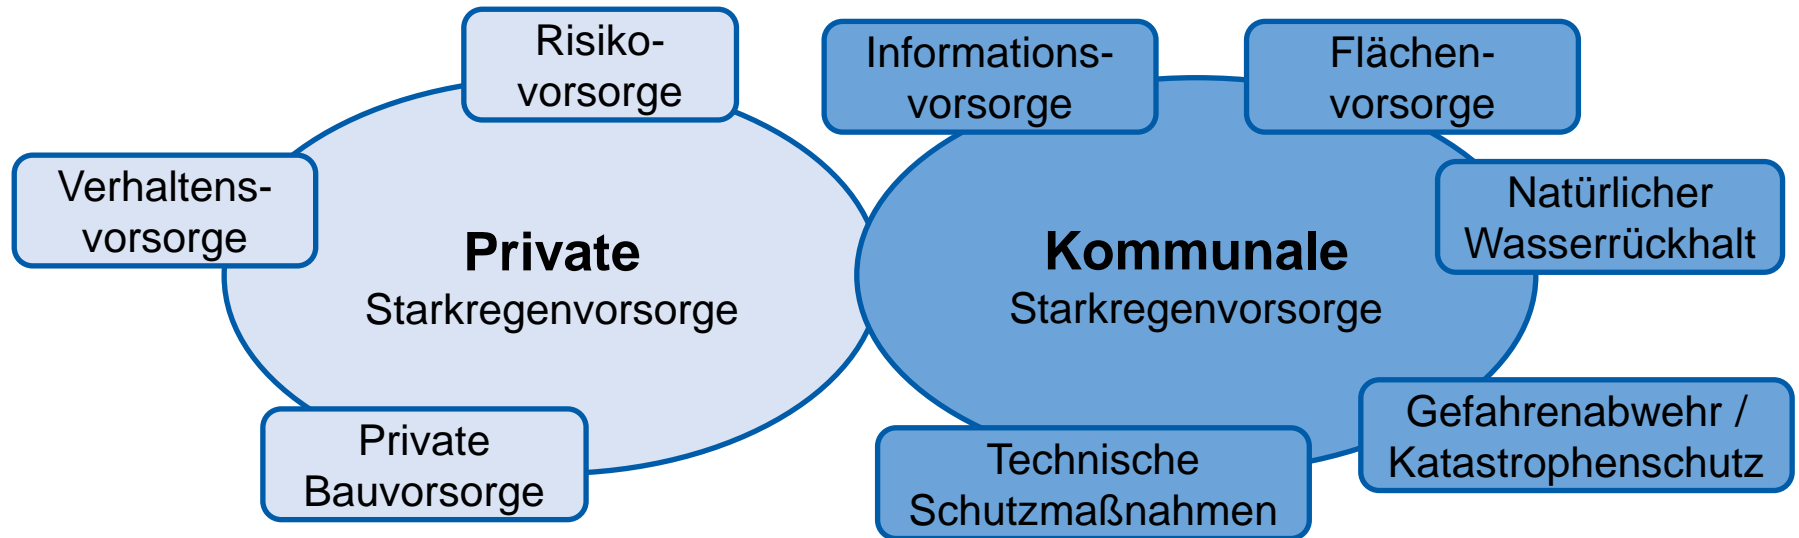 Risiko-
vorsorge
Verhaltens-
vorsorge
Private
Starkregenvorsorge
Private
Bauvorsorge
Informations-
vorsorge
Flächen-
vorsorge
Natürlicher
Wasserrückhalt
Kommunale
Starkregenvorsorge
Gefahrenabwehr /
Katastrophenschutz
Technische
Schutzmaßnahmen